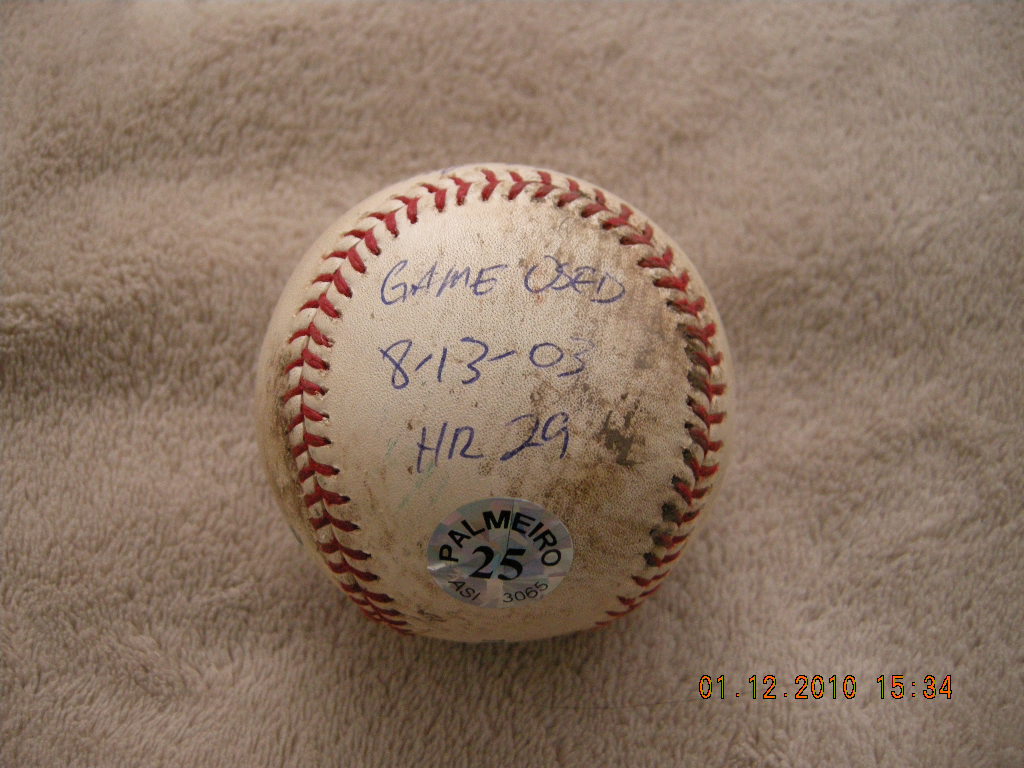 GAME USED
8-13-03
HR 29
PALMEIRO
25
ASI 3065
01.12.2010 15:34